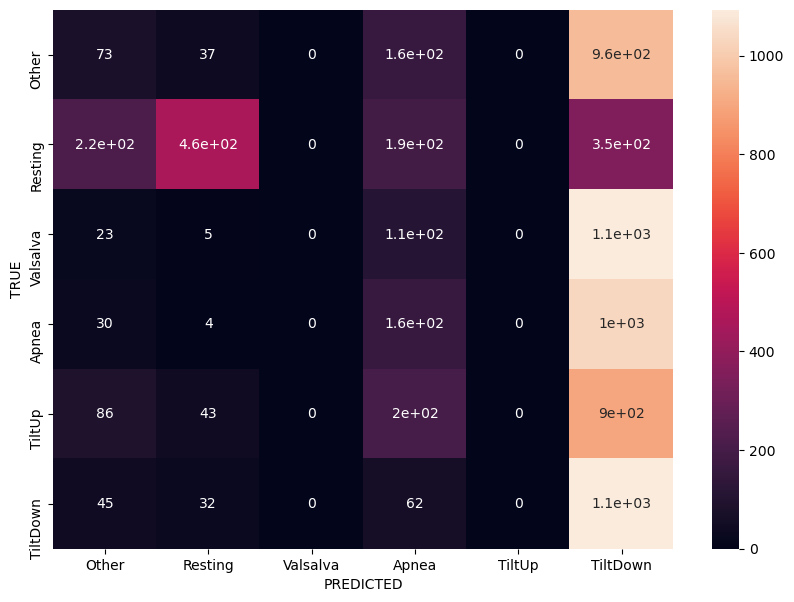 TRUE
Other 73 37 0 1.6e+02 0 9.6e+02
Resting 2.2e+02 4.6e+02 0 1.9e+02 0 3.5e+02
Valsalva 23 5 0 1.1e+02 0 1.1e+03
Apnea 30 4 0 1.6e+02 0 1e+03
TiltUp 86 43 0 2e+02 0 9e+02
TiltDown 45 32 0 62 0 1.1e+03
Other Resting Valsalva Apnea TiltUp TiltDown
PREDICTED
1000
800
600
400
200
0